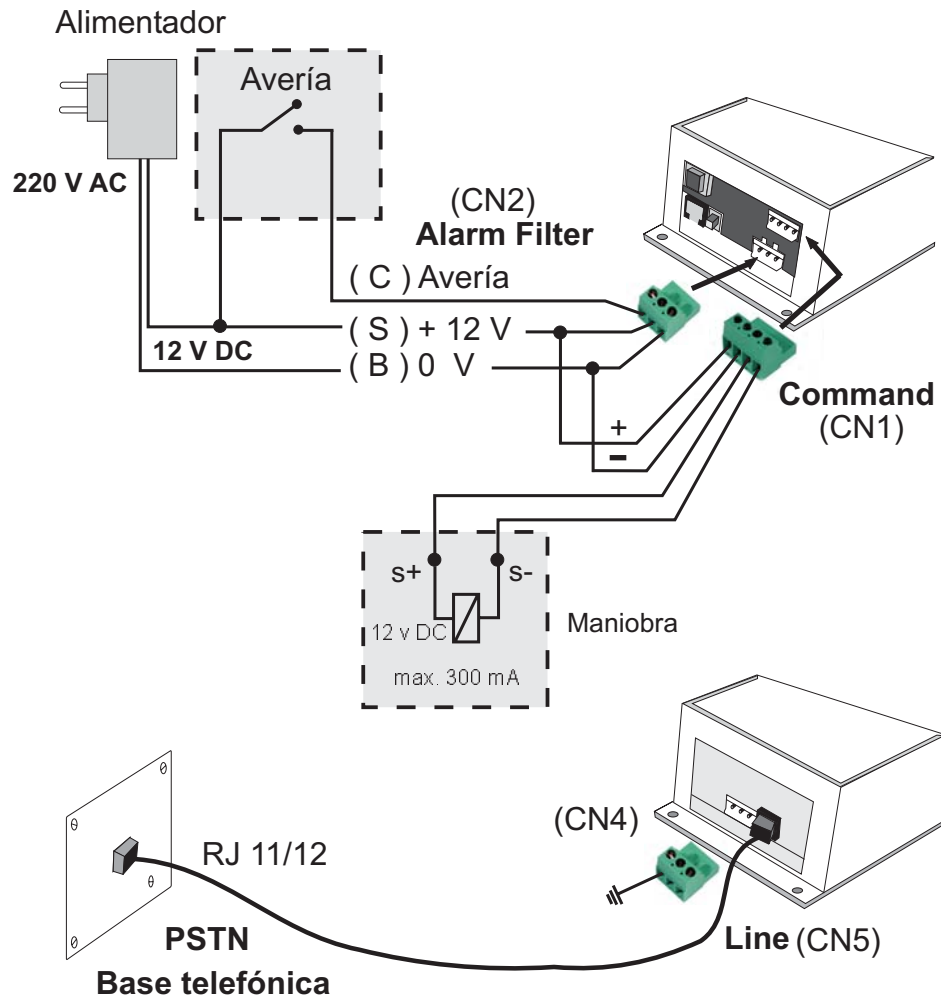 Alimentador
Avería
220 V AC
(CN2)
Alarm Filter
( C ) Avería
( S ) + 12 V
12 V DC
( B ) 0 V
Command
(CN1)
+
-
s+
s-
12 v DC
Maniobra
max. 300 mA
(CN4)
RJ 11/12
PSTN
Line (CN5)
Base telefónica